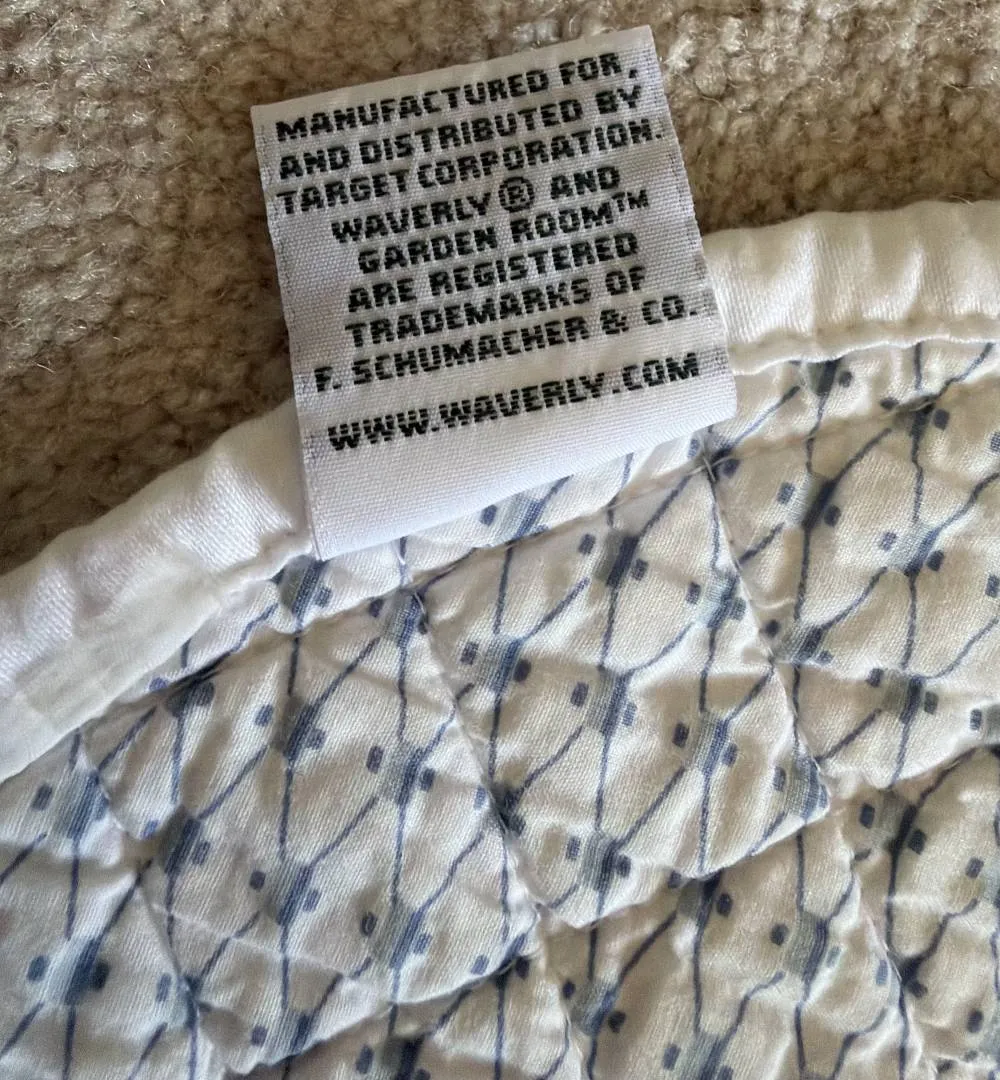 MANUFACTURED FOR,
AND DISTRIBUTED BY
TARGET CORPORATION.
WAVERLY® AND
GARDEN ROOM™
ARE REGISTERED
TRADEMARKS OF
F. SCHUMACHER & CO.
WWW.WAVERLY.COM